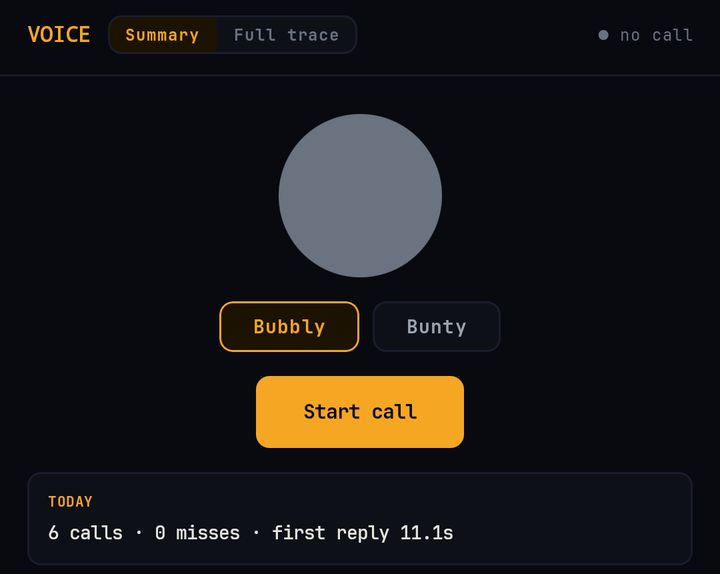 VOICE Summary Full trace no call
Bubbly Bunty
Start call
TODAY
6 calls · 0 misses · first reply 11.1s